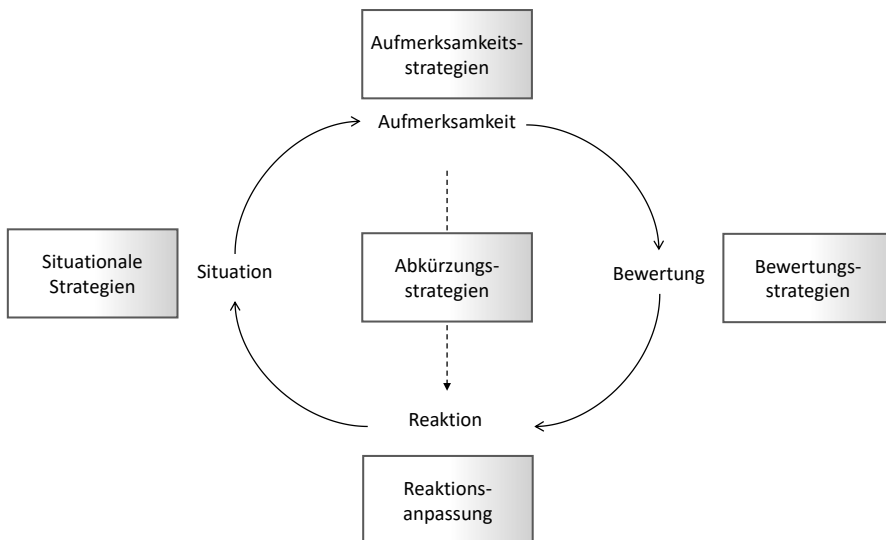 Aufmerksamkeits-
strategien
Aufmerksamkeit
Situationale
Strategien
Situation
Abkürzungs-
strategien
Bewertung
Bewertungs-
strategien
Reaktion
Reaktions-
anpassung